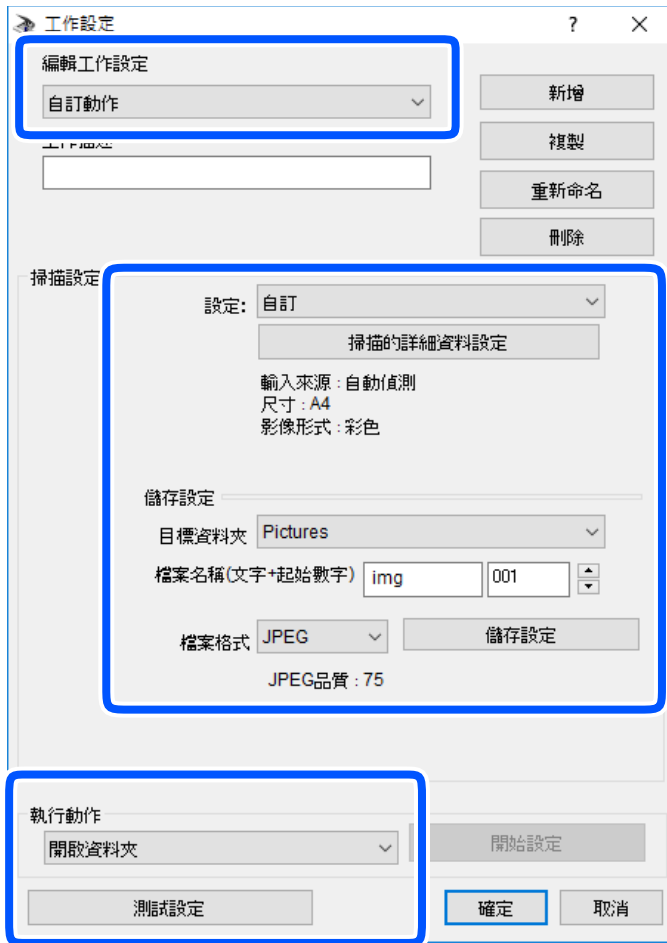 工作設定
編輯工作設定
自訂動作
新增
複製
重新命名
刪除
掃描設定
設定: 自訂
掃描的詳細資料設定
輸入來源 : 自動偵測
尺寸 : A4
影像形式 : 彩色
儲存設定
目標資料夾 Pictures
檔案名稱(文字+起始數字) img 001
檔案格式 JPEG 儲存設定
JPEG品質 : 75
執行動作
開啟資料夾 開始設定
測試設定 確定 取消